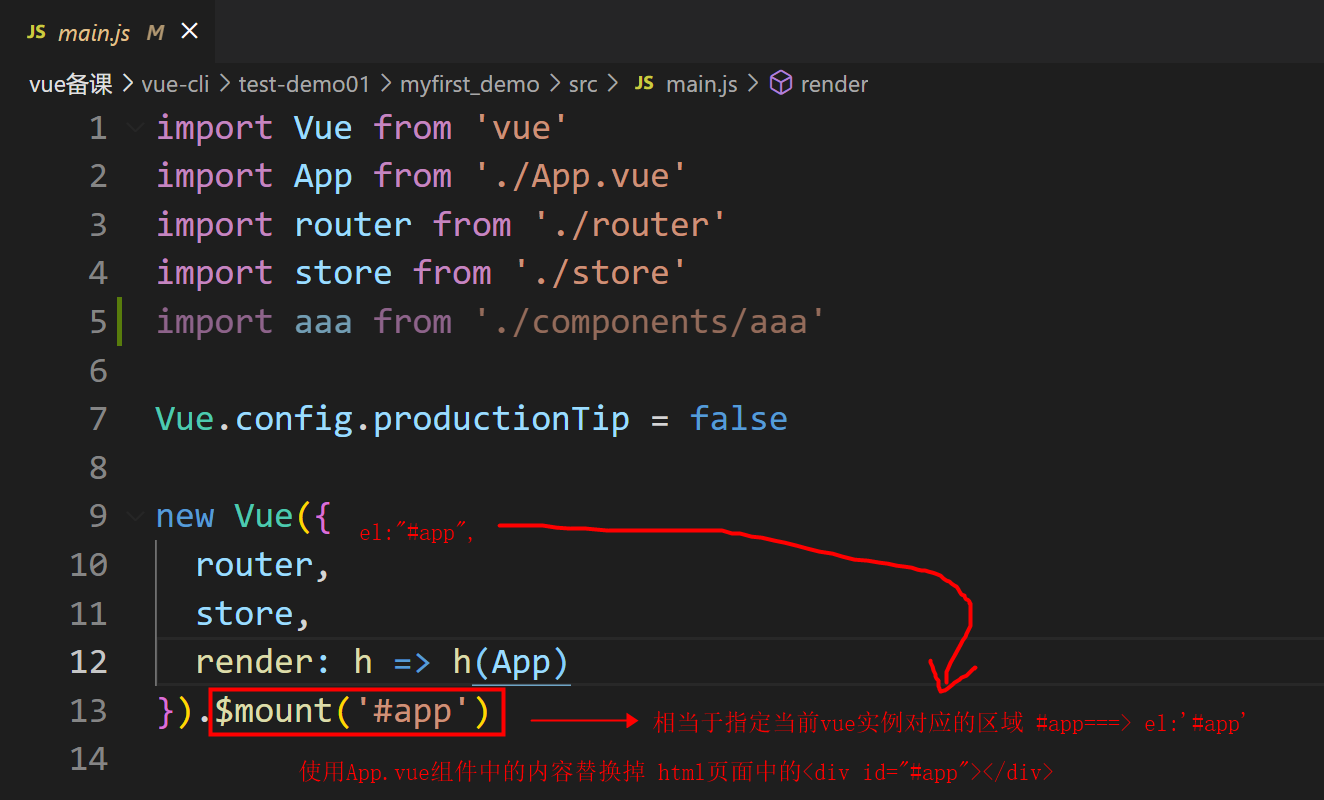 JS main.js M ×
vue备课 > vue-cli > test-demo01 > myfirst_demo > src > JS main.js > render
1 import Vue from 'vue'
2 import App from './App.vue'
3 import router from './router'
4 import store from './store'
5 import aaa from './components/aaa'
6
7 Vue.config.productionTip = false
8
9 new Vue({ el:"#app",
10 router,
11 store,
12 render: h => h(App)
13 }).$mount('#app') 相当于指定当前vue实例对应的区域 #app===> el:'#app'
使用App.vue组件中的内容替换掉 html页面中的<div id="#app"></div>
14